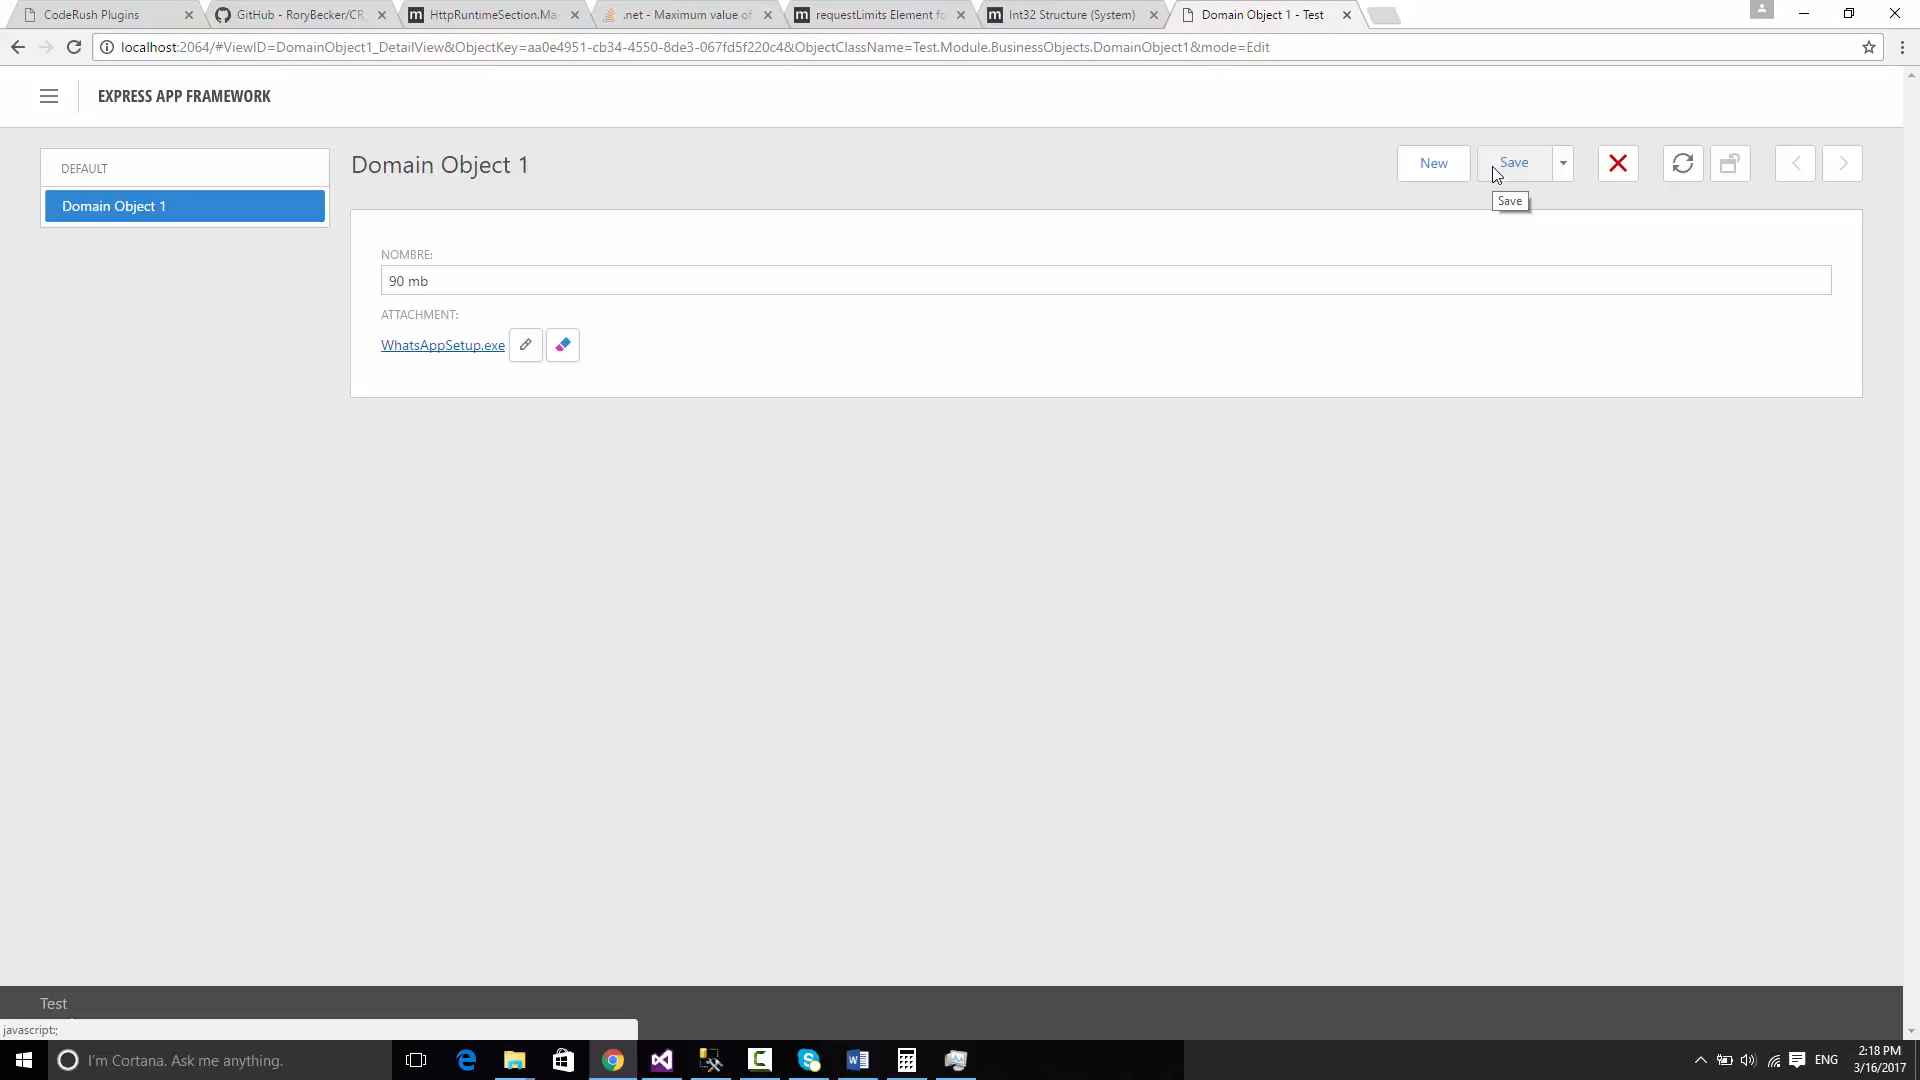 CodeRush Plugins
GitHub - RoryBecker/CR_
HttpRuntimeSection.Ma
.net - Maximum value of
requestLimits Element fo
Int32 Structure (System)
Domain Object 1 - Test
localhost:2064/#ViewID=DomainObject1_DetailView&ObjectKey=aa0e4951-cb34-4550-8de3-067fd5f220c4&ObjectClassName=Test.Module.BusinessObjects.DomainObject1&mode=Edit
EXPRESS APP FRAMEWORK
DEFAULT
Domain Object 1
Domain Object 1
New
Save
Save
NOMBRE:
90 mb
ATTACHMENT:
WhatsAppSetup.exe
Test
javascript:;
I'm Cortana. Ask me anything.
ENG
2:18 PM
3/16/2017